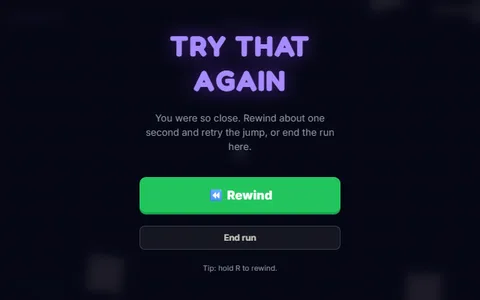 TRY THAT
AGAIN
You were so close. Rewind about one
second and retry the jump, or end the run
here.
⏪ Rewind
End run
Tip: hold R to rewind.